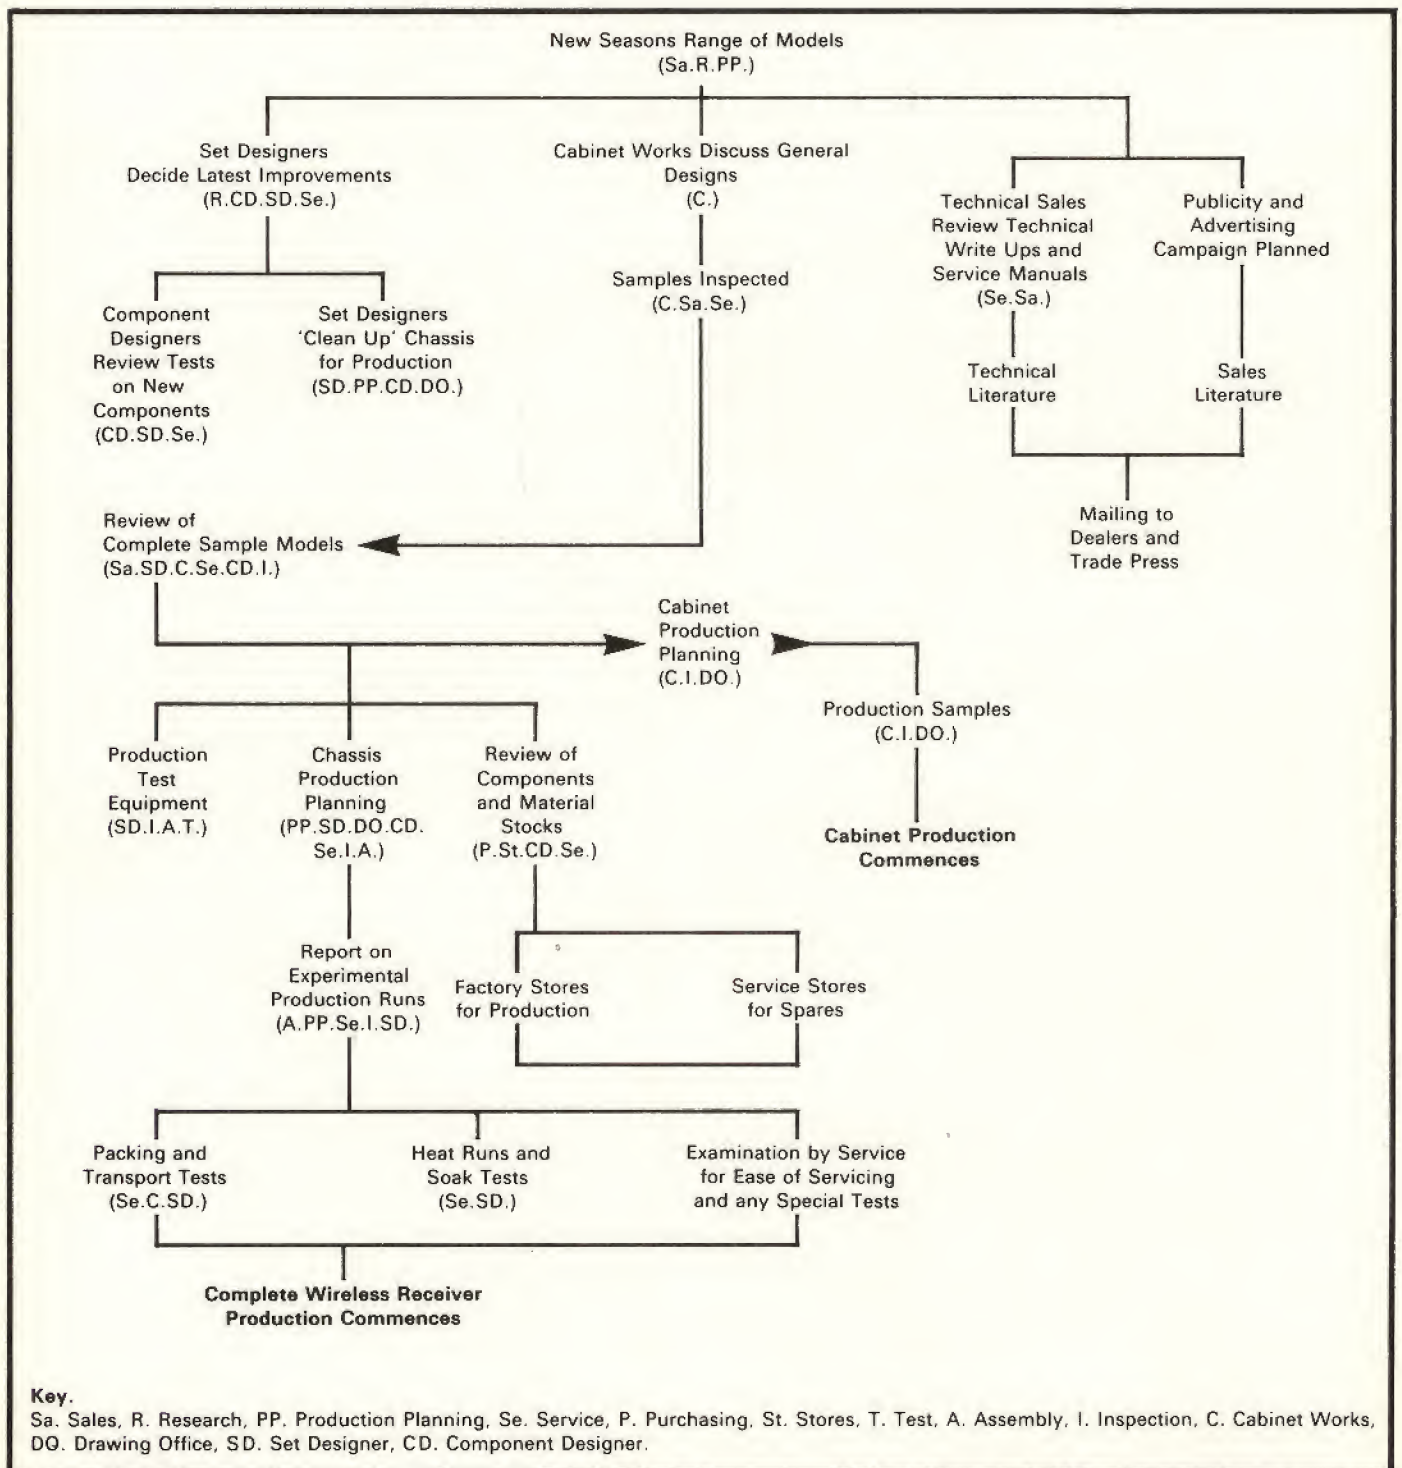 New Seasons Range of Models
(Sa.R.PP.)
Set Designers
Decide Latest Improvements
(R.CD.SD.Se.)
Cabinet Works Discuss General
Designs
(C.)
Technical Sales
Review Technical
Write Ups and
Service Manuals
(Se.Sa.)
Publicity and
Advertising
Campaign Planned
Samples Inspected
(C.Sa.Se.)
Component
Designers
Review Tests
on New
Components
(CD.SD.Se.)
Set Designers
'Clean Up' Chassis
for Production
(SD.PP.CD.DO.)
Technical
Literature
Sales
Literature
Mailing to
Dealers and
Trade Press
Review of
Complete Sample Models
(Sa.SD.C.Se.CD.I.)
Cabinet
Production
Planning
(C.I.DO.)
Production Samples
(C.I.DO.)
Cabinet Production
Commences
Production
Test
Equipment
(SD.I.A.T.)
Chassis
Production
Planning
(PP.SD.DO.CD.
Se.I.A.)
Review of
Components
and Material
Stocks
(P.St.CD.Se.)
Report on
Experimental
Production Runs
(A.PP.Se.I.SD.)
Factory Stores
for Production
Service Stores
for Spares
Packing and
Transport Tests
(Se.C.SD.)
Heat Runs and
Soak Tests
(Se.SD.)
Examination by Service
for Ease of Servicing
and any Special Tests
Complete Wireless Receiver
Production Commences
Key.
Sa. Sales, R. Research, PP. Production Planning, Se. Service, P. Purchasing, St. Stores, T. Test, A. Assembly, I. Inspection, C. Cabinet Works,
DO. Drawing Office, SD. Set Designer, CD. Component Designer.